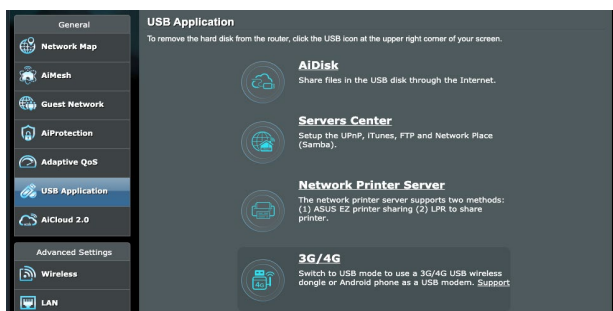 General
Network Map
AiMesh
Guest Network
AiProtection
Adaptive QoS
USB Application
AiCloud 2.0
Advanced Settings
Wireless
LAN
USB Application
To remove the hard disk from the router, click the USB icon at the upper right corner of your screen.
AiDisk
Share files in the USB disk through the Internet.
Servers Center
Setup the UPnP, iTunes, FTP and Network Place
(Samba).
Network Printer Server
The network printer server supports two methods:
(1) ASUS EZ printer sharing (2) LPR to share
printer.
4G
3G/4G
Switch to USB mode to use a 3G/4G USB wireless
dongle or Android phone as a USB modem. Support